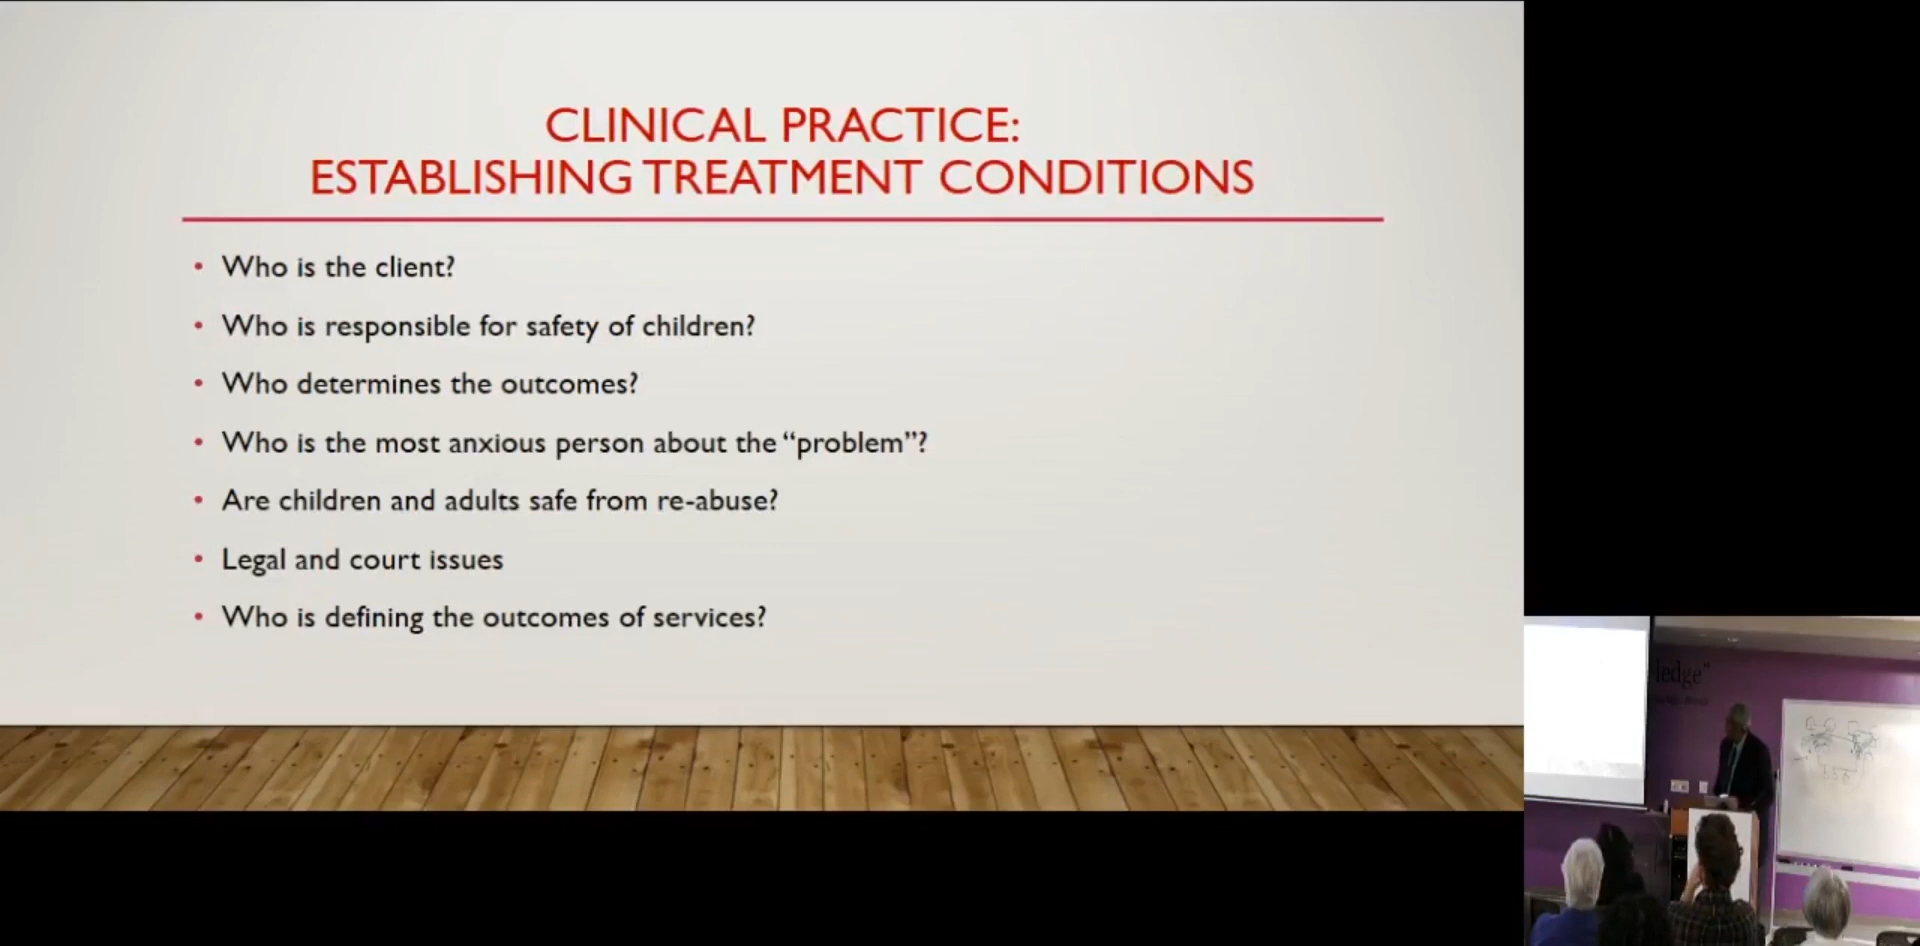 CLINICAL PRACTICE:
ESTABLISHING TREATMENT CONDITIONS
• Who is the client?
• Who is responsible for safety of children?
• Who determines the outcomes?
• Who is the most anxious person about the “problem”?
• Are children and adults safe from re-abuse?
• Legal and court issues
• Who is defining the outcomes of services?
ledge”